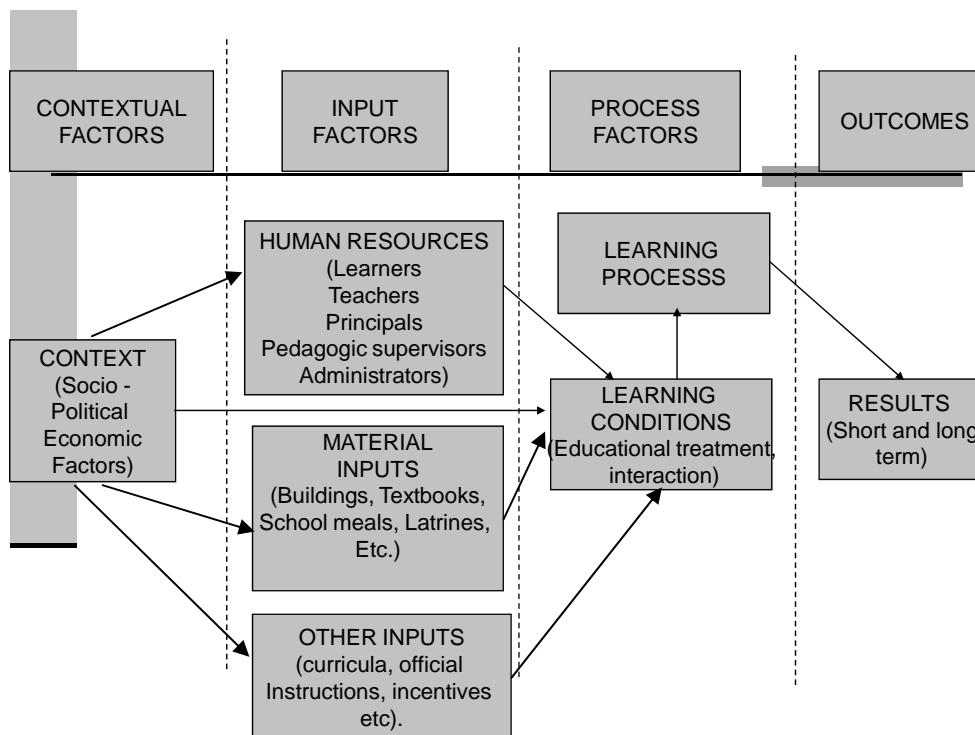 CONTEXTUAL
FACTORS
INPUT
FACTORS
PROCESS
FACTORS
OUTCOMES
HUMAN RESOURCES
(Learners
Teachers
Principals
Pedagogic supervisors
Administrators)
LEARNING
PROCESSS
CONTEXT
(Socio -
Political
Economic
Factors)
MATERIAL
INPUTS
(Buildings, Textbooks,
School meals, Latrines,
Etc.)
LEARNING
CONDITIONS
(Educational treatment,
interaction)
RESULTS
(Short and long
term)
OTHER INPUTS
(curricula, official
Instructions, incentives
etc).